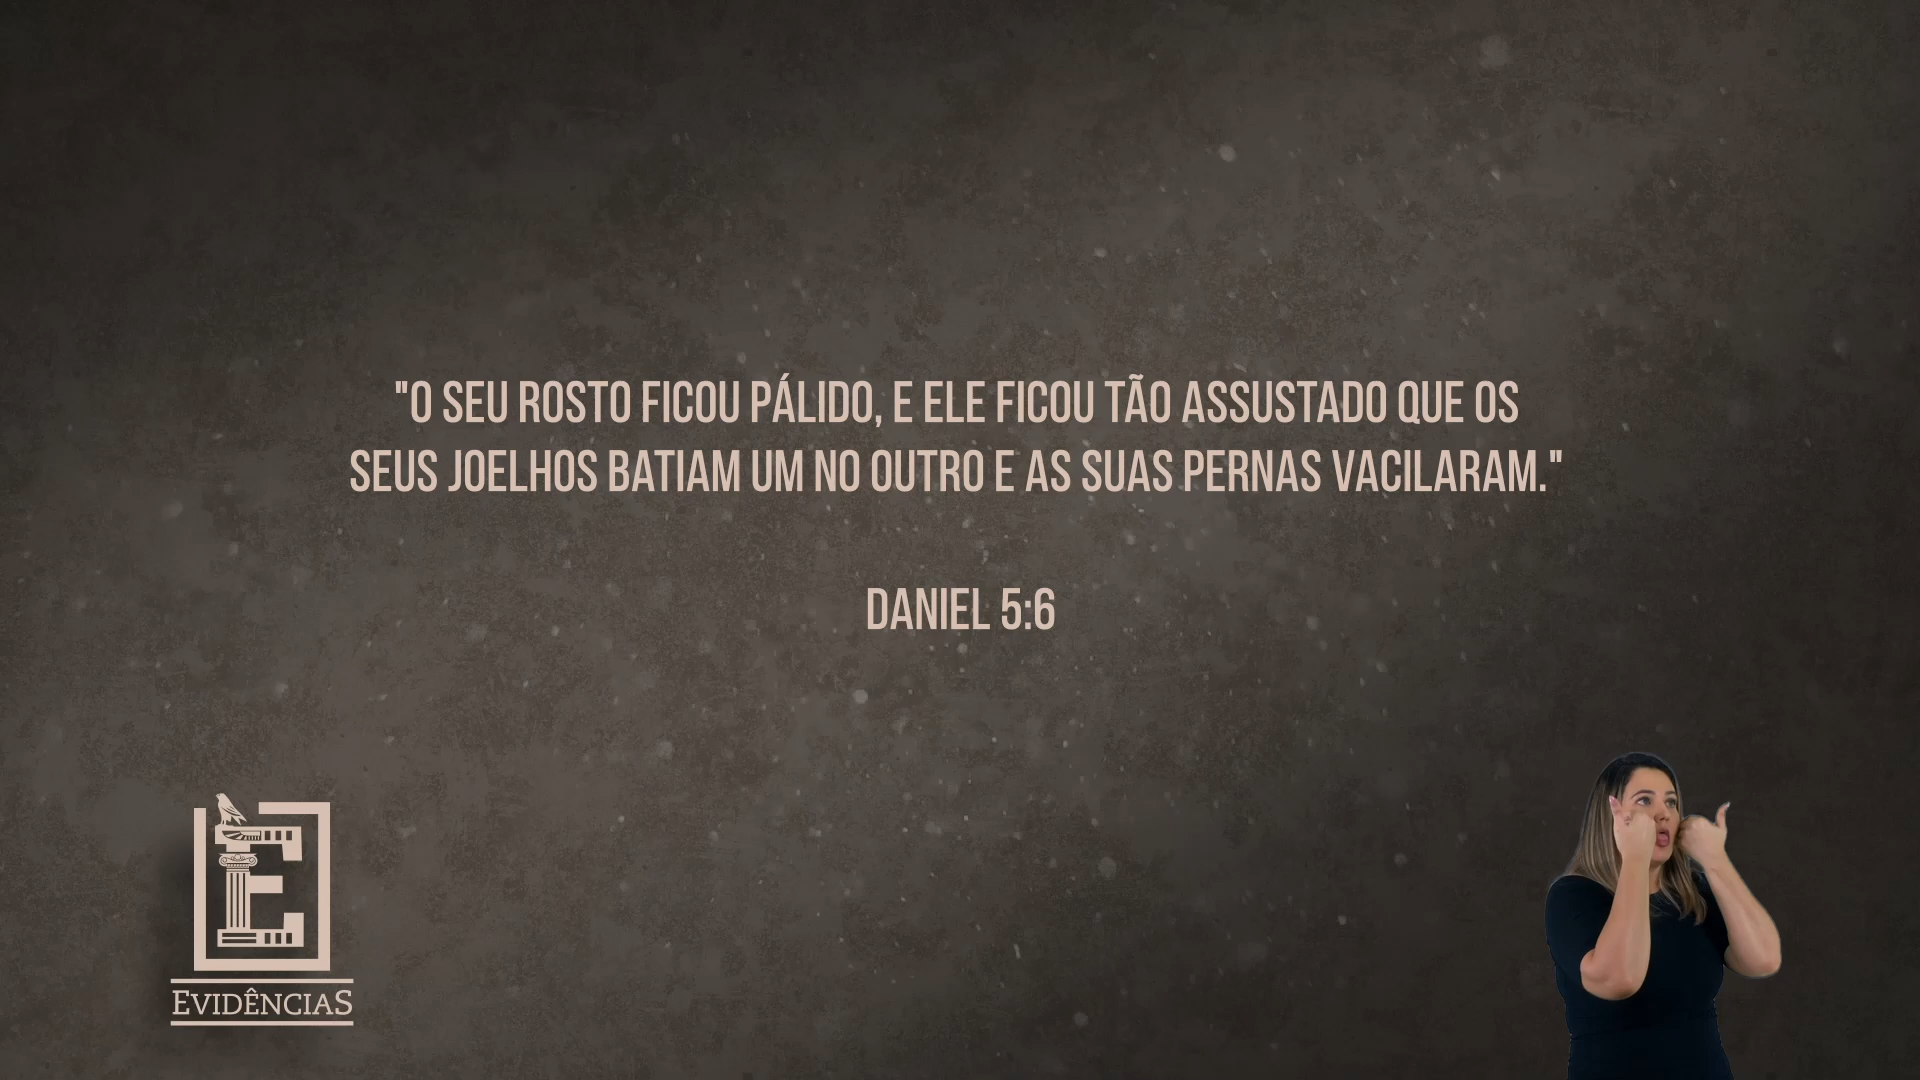 "O SEU ROSTO FICOU PÁLIDO, E ELE FICOU TÃO ASSUSTADO QUE OS
SEUS JOELHOS BATIAM UM NO OUTRO E AS SUAS PERNAS VACILARAM."
DANIEL 5:6
E
EVIDÊNCIAS